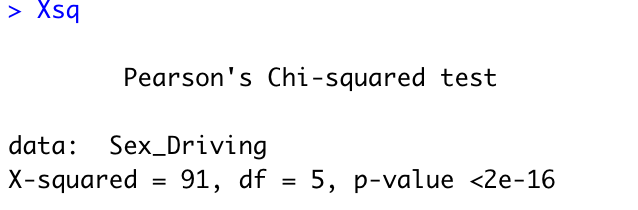 > Xsq
Pearson's Chi-squared test
data:  Sex_Driving
X-squared = 91, df = 5, p-value <2e-16